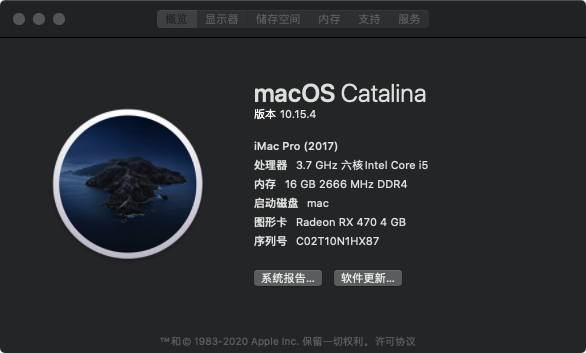 概览 显示器 储存空间 内存 支持 服务
macOS Catalina
版本 10.15.4
iMac Pro (2017)
处理器 3.7 GHz 六核Intel Core i5
内存 16 GB 2666 MHz DDR4
启动磁盘 mac
图形卡 Radeon RX 470 4 GB
序列号 C02T10N1HX87
系统报告... 软件更新...
™和© 1983-2020 Apple Inc. 保留一切权利。许可协议